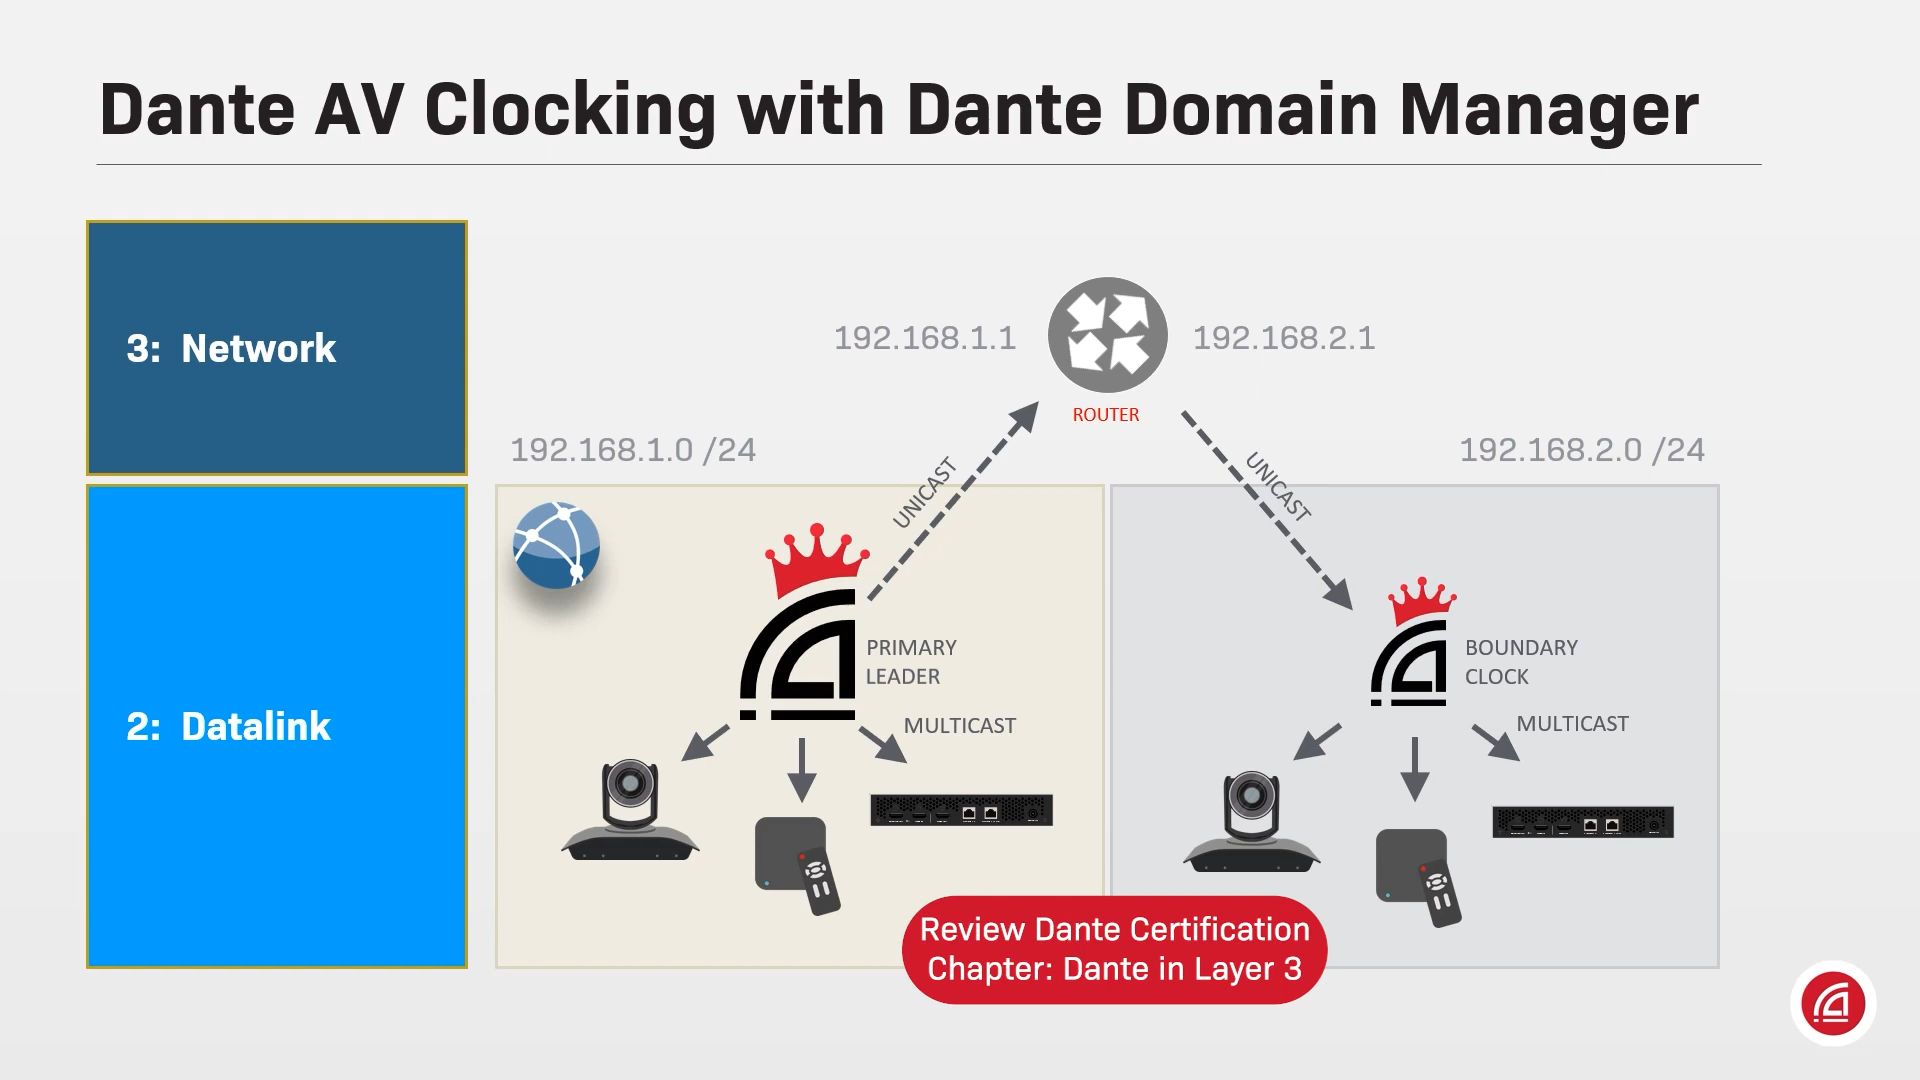 Dante AV Clocking with Dante Domain Manager
3: Network
192.168.1.1
192.168.2.1
ROUTER
192.168.1.0 /24
192.168.2.0 /24
UNICAST
UNICAST
2: Datalink
PRIMARY
LEADER
MULTICAST
BOUNDARY
CLOCK
MULTICAST
Review Dante Certification
Chapter: Dante in Layer 3